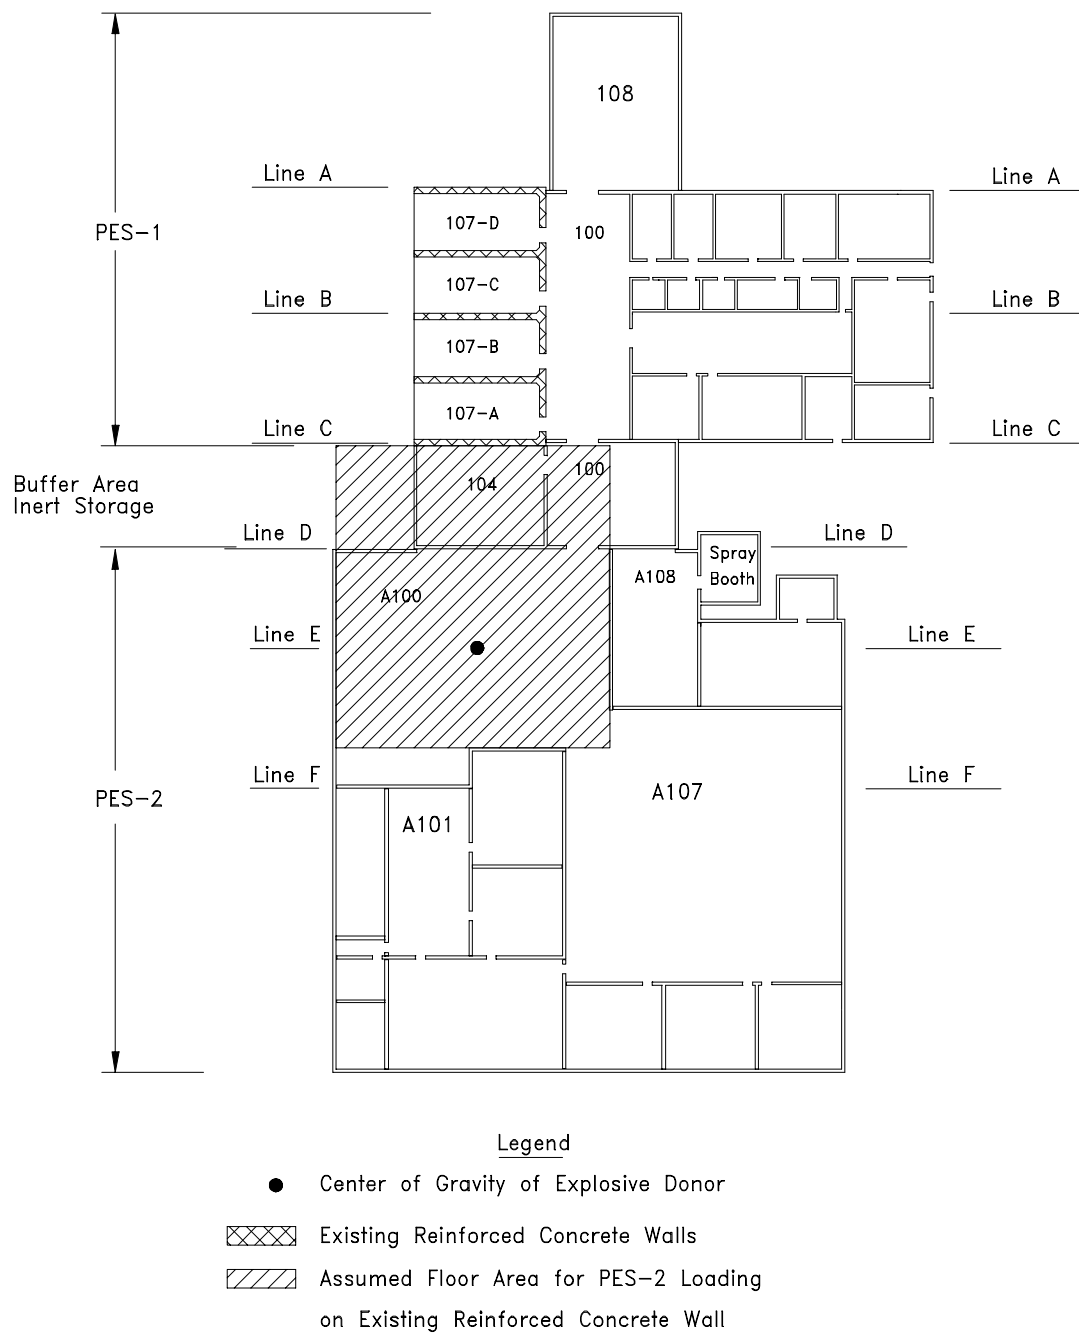 108
Line A
Line A
107-D
100
PES-1
107-C
Line B
Line B
107-B
107-A
Line C
Line C
100
104
Buffer Area
Inert Storage
Line D
Line D
Spray
Booth
A108
A100
Line E
Line E
Line F
Line F
PES-2
A107
A101
Legend
Center of Gravity of Explosive Donor
Existing Reinforced Concrete Walls
Assumed Floor Area for PES-2 Loading
on Existing Reinforced Concrete Wall